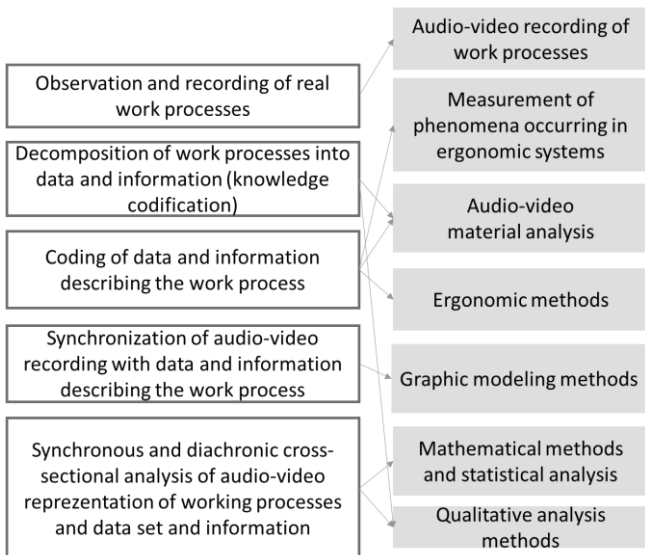 Observation and recording of real
work processes
Decomposition of work processes into
data and information (knowledge
codification)
Coding of data and information
describing the work process
Synchronization of audio-video
recording with data and information
describing the work process
Synchronous and diachronic cross-
sectional analysis of audio-video
reprezentation of working processes
and data set and information
Audio-video recording of
work processes
Measurement of
phenomena occurring in
ergonomic systems
Audio-video
material analysis
Ergonomic methods
Graphic modeling methods
Mathematical methods
and statistical analysis
Qualitative analysis
methods